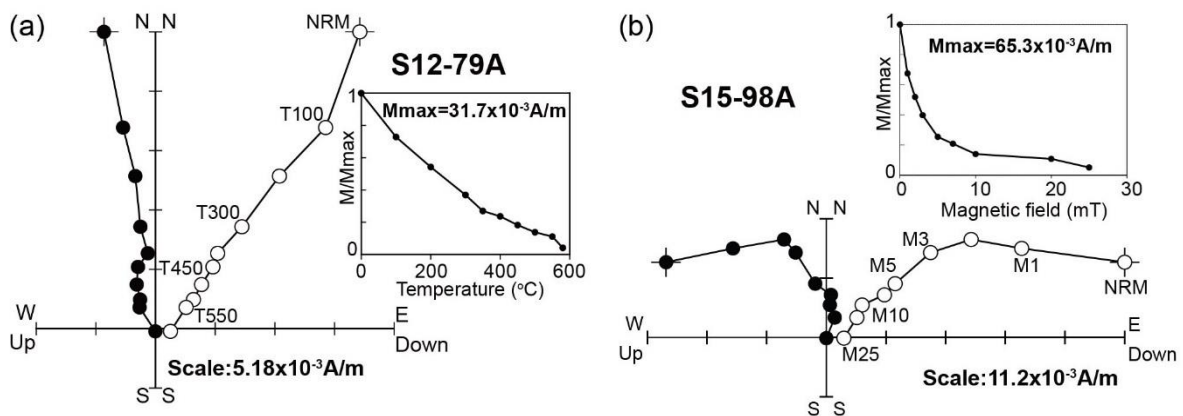 (a)
N N
NRM
S12-79A
T100
T300
T450
T550
W
Up
E
Down
S S
Scale:5.18x10⁻³A/m
Mmax=31.7x10⁻³A/m
M/Mmax
1
0
0 200 400 600
Temperature (°C)
(b)
S15-98A
Mmax=65.3x10⁻³A/m
M/Mmax
1
0
0 10 20 30
Magnetic field (mT)
N N
M3
M1
NRM
M5
M10
M25
W
Up
E
Down
S S
Scale:11.2x10⁻³A/m